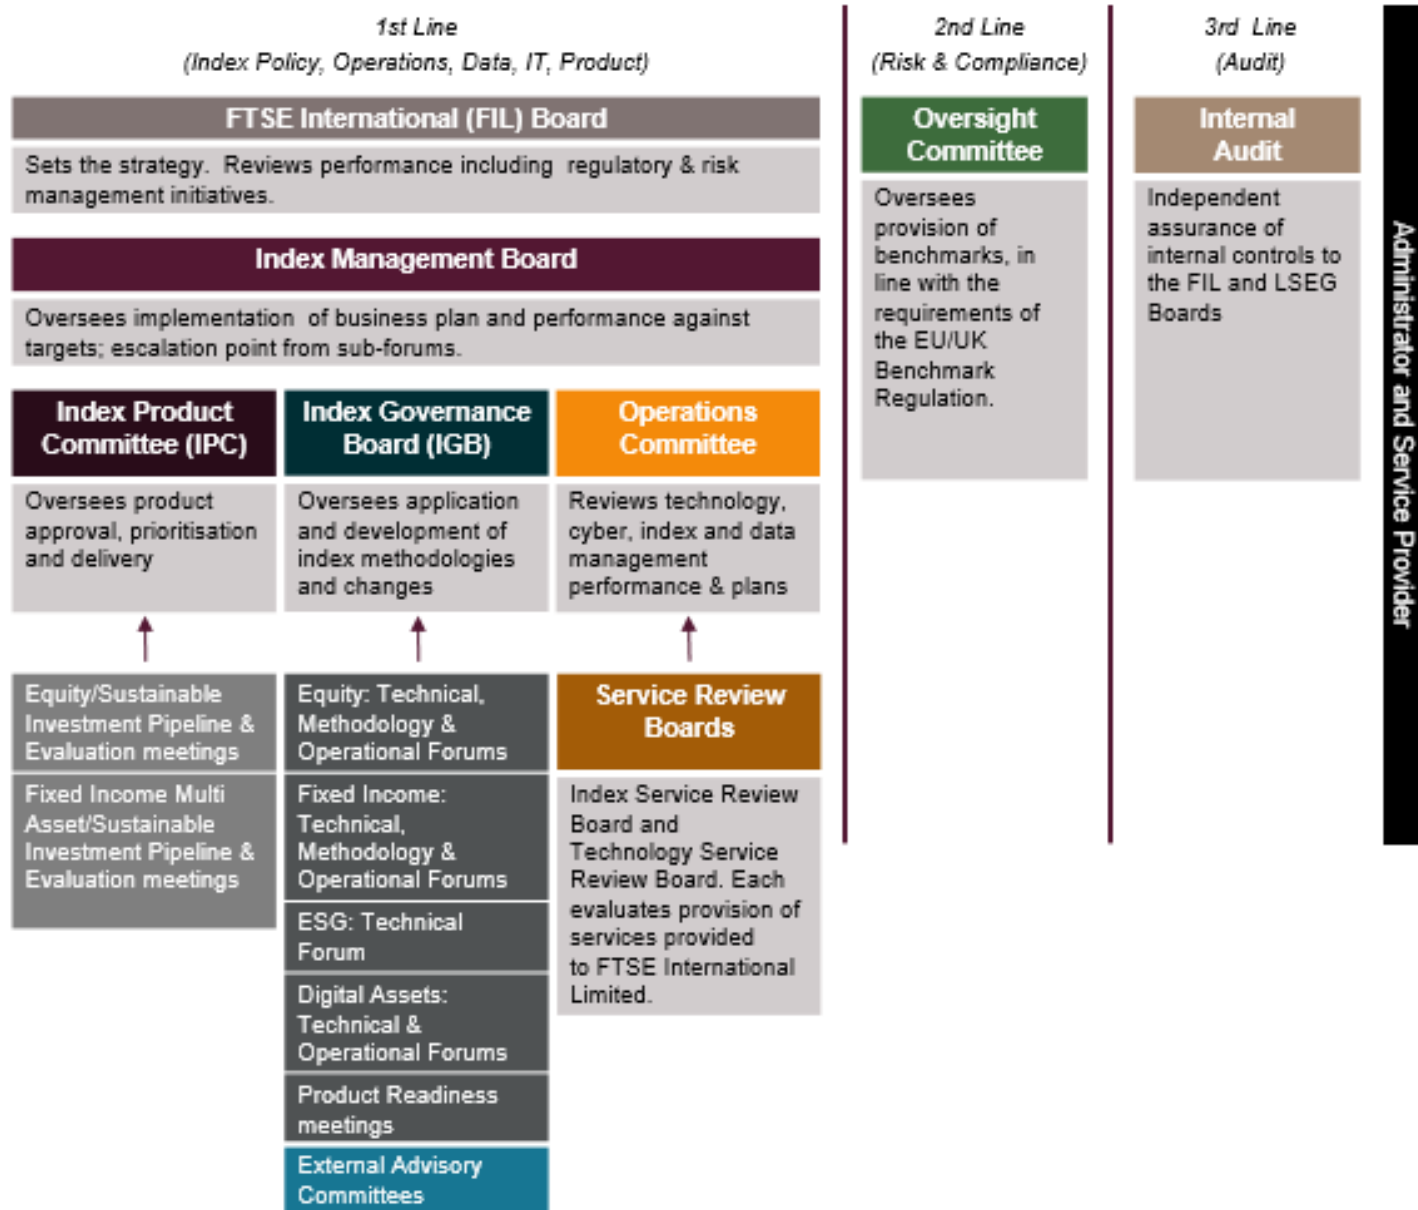 1st Line
(Index Policy, Operations, Data, IT, Product)
FTSE International (FIL) Board
Sets the strategy.  Reviews performance including  regulatory & risk
management initiatives.
Index Management Board
Oversees implementation  of business plan and performance against
targets; escalation point from sub-forums.
Index Product
Committee (IPC)
Oversees product
approval, prioritisation
and delivery
Equity/Sustainable
Investment Pipeline &
Evaluation meetings
Fixed Income Multi
Asset/Sustainable
Investment Pipeline &
Evaluation meetings
Index Governance
Board (IGB)
Oversees application
and development of
index methodologies
and changes
Equity: Technical,
Methodology &
Operational Forums
Fixed Income:
Technical,
Methodology &
Operational Forums
ESG: Technical
Forum
Digital Assets:
Technical &
Operational Forums
Product Readiness
meetings
External Advisory
Committees
Operations
Committee
Reviews technology,
cyber, index and data
management
performance & plans
Service Review
Boards
Index Service Review
Board and
Technology Service
Review Board. Each
evaluates provision of
services provided
to FTSE International
Limited.
2nd Line
(Risk & Compliance)
Oversight
Committee
Oversees
provision of
benchmarks, in
line with the
requirements of
the EU/UK
Benchmark
Regulation.
3rd  Line
(Audit)
Internal
Audit
Independent
assurance of
internal controls to
the FIL and LSEG
Boards
Administrator and Service Provider